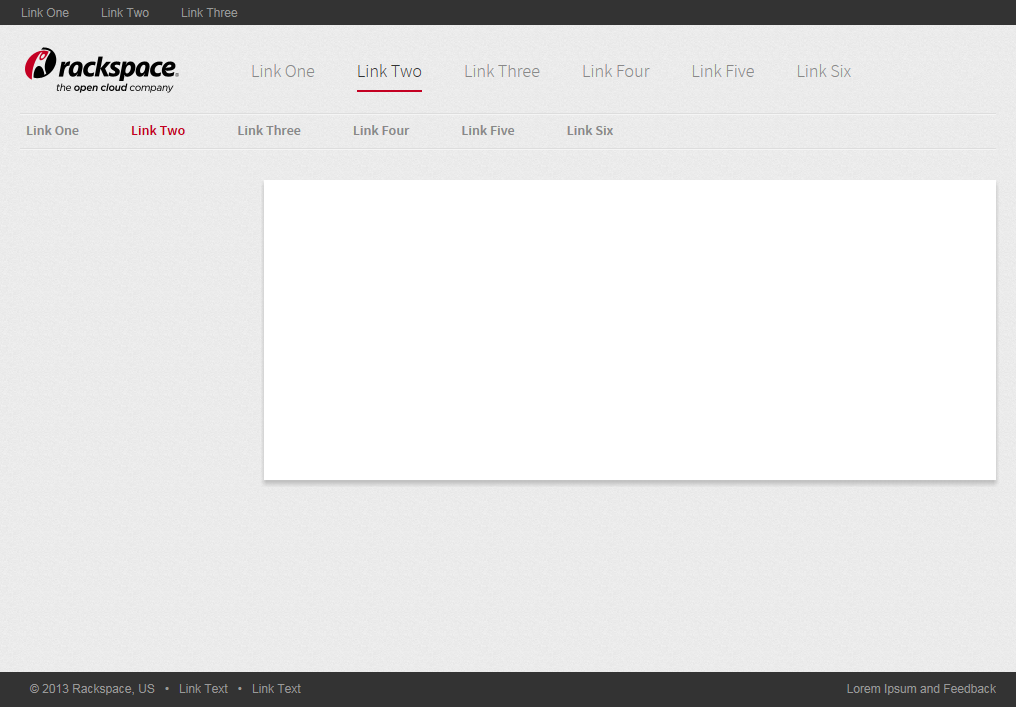 Link One Link Two Link Three
rackspace®
the open cloud company
Link One Link Two Link Three Link Four Link Five Link Six
Link One Link Two Link Three Link Four Link Five Link Six
© 2013 Rackspace, US • Link Text • Link Text Lorem Ipsum and Feedback